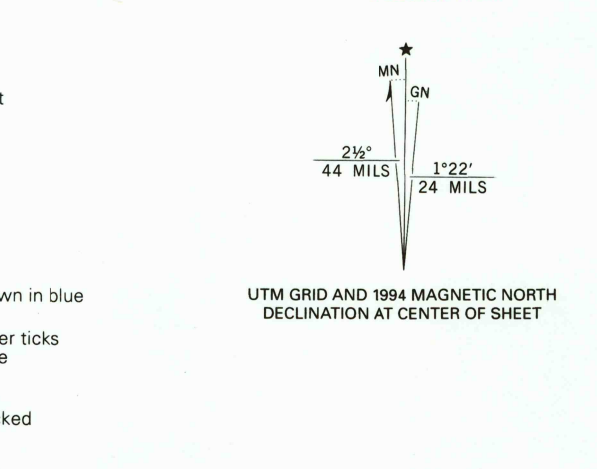 t
MN
GN
2½°
44 MILS
1°22′
24 MILS
wn in blue
UTM GRID AND 1994 MAGNETIC NORTH
DECLINATION AT CENTER OF SHEET
er ticks
e
ked